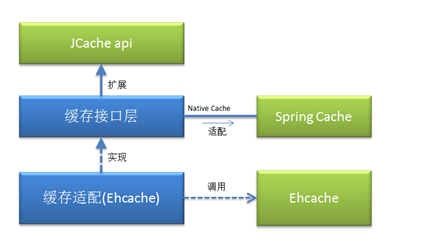 JCache api
扩展
缓存接口层
Native Cache
适配
Spring Cache
实现
缓存适配(Ehcache)
调用
Ehcache